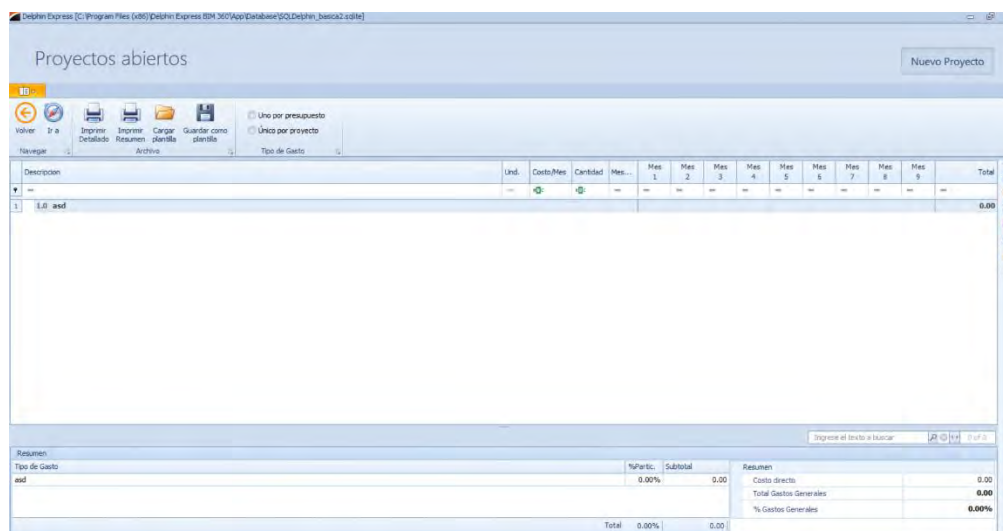 Delphin Express [C:\Program Files (x86)\Delphin Express BIM 360\App\Database\SQLDelphin_basica2.sqlite]
Proyectos abiertos
Nuevo Proyecto
Volver
Ir a
Imprimir Detallado
Imprimir Resumen
Cargar plantilla
Guardar como plantilla
Uno por presupuesto
Único por proyecto
Navegar
Archivo
Tipo de Gasto
Descripcion Und. Costo/Mes Cantidad Mes... Mes 1 Mes 2 Mes 3 Mes 4 Mes 5 Mes 6 Mes 7 Mes 8 Mes 9 Total
1 1.0 asd 0.00
Ingrese el texto a buscar
Resumen
Tipo de Gasto %Partic. Subtotal
asd 0.00% 0.00
Total 0.00% 0.00
Resumen
Costo directo 0.00
Total Gastos Generales 0.00
% Gastos Generales 0.00%